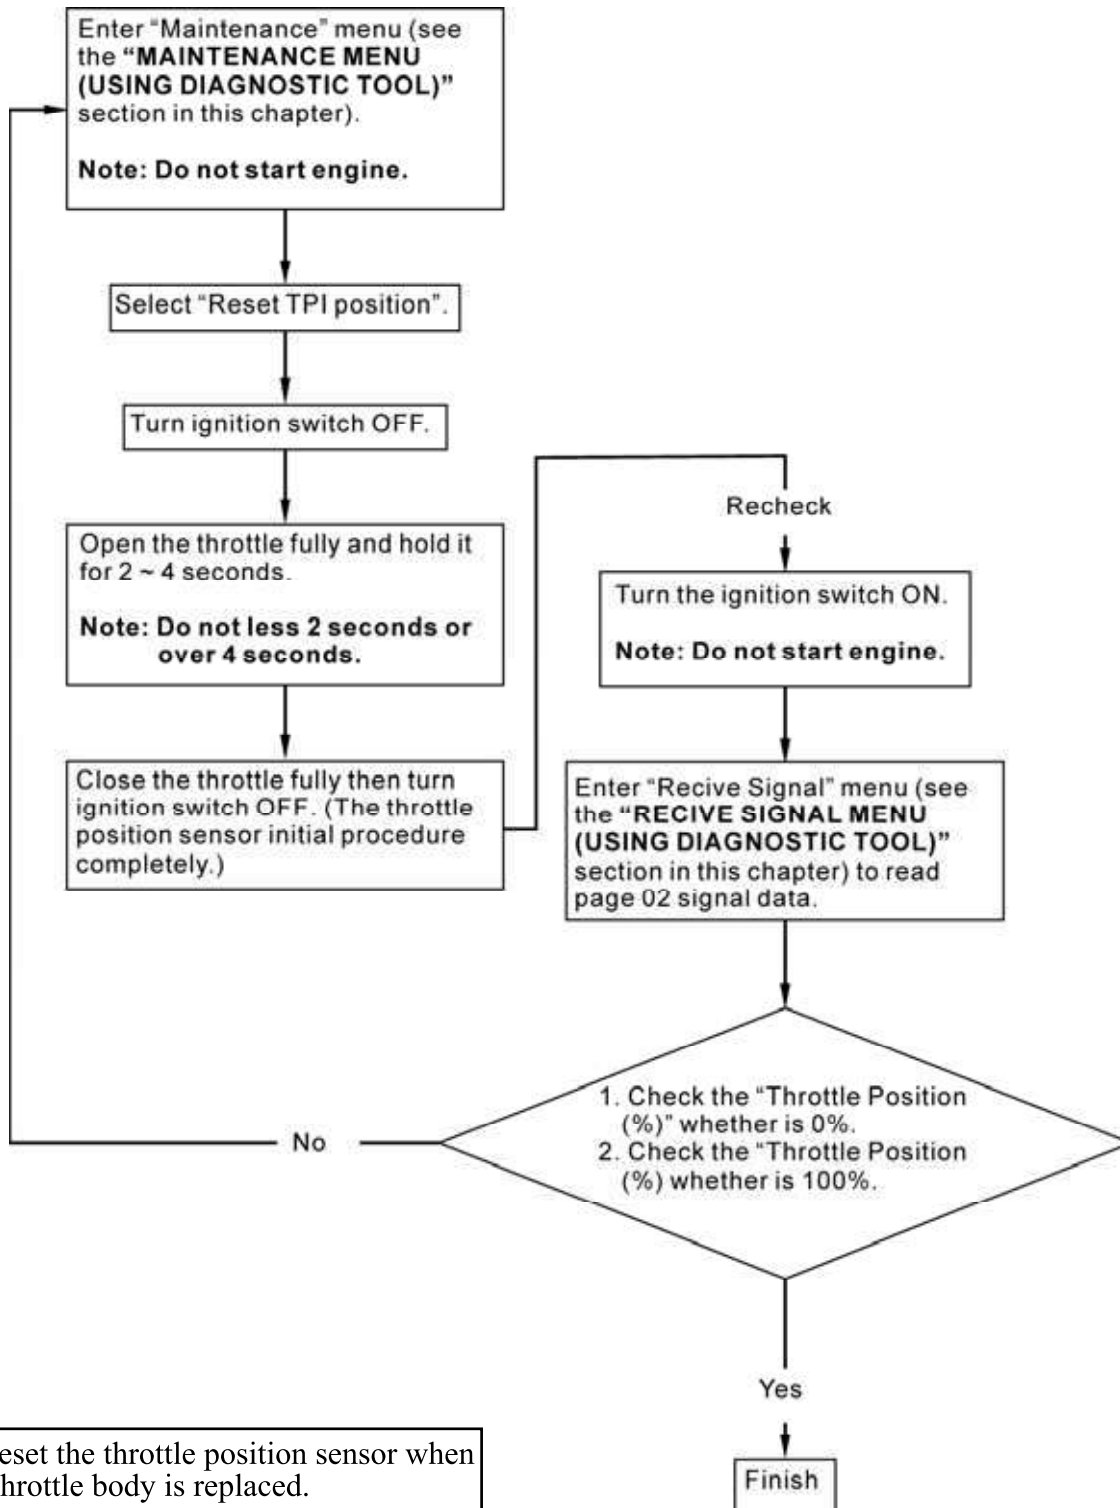 Enter “Maintenance” menu (see
the “MAINTENANCE MENU
(USING DIAGNOSTIC TOOL)”
section in this chapter).
Note: Do not start engine.
Select “Reset TPI position”.
Turn ignition switch OFF.
Open the throttle fully and hold it
for 2 ~ 4 seconds.
Note: Do not less 2 seconds or
over 4 seconds.
Close the throttle fully then turn
ignition switch OFF. (The throttle
position sensor initial procedure
completely.)
Recheck
Turn the ignition switch ON.
Note: Do not start engine.
Enter “Recive Signal” menu (see
the “RECIVE SIGNAL MENU
(USING DIAGNOSTIC TOOL)”
section in this chapter) to read
page 02 signal data.
1. Check the “Throttle Position
(%)” whether is 0%.
2. Check the “Throttle Position
(%) whether is 100%.
No
Yes
Finish
eset the throttle position sensor when
hrottle body is replaced.